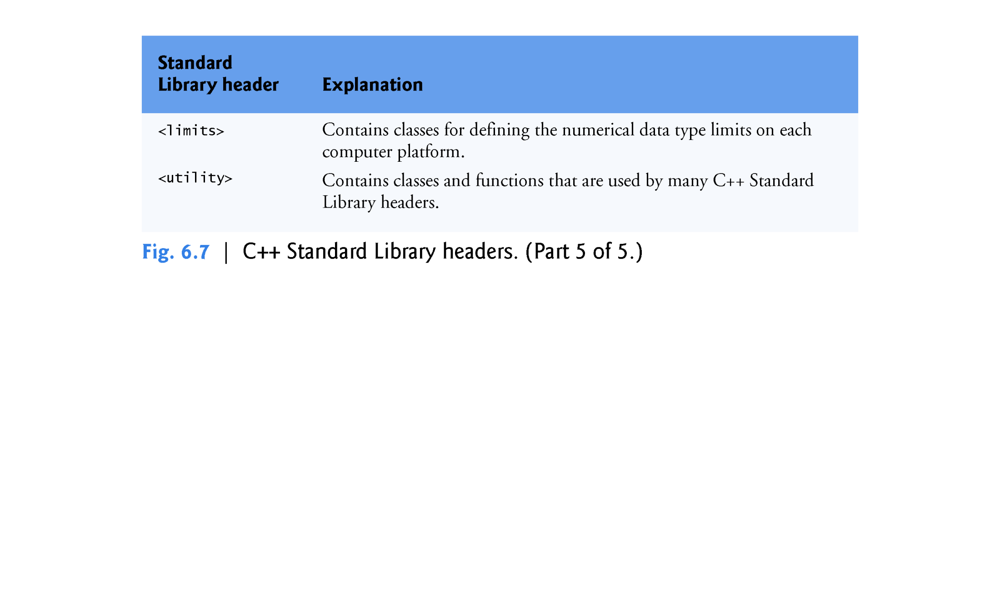 Standard
Library header Explanation
<limits> Contains classes for defining the numerical data type limits on each
computer platform.
<utility> Contains classes and functions that are used by many C++ Standard
Library headers.
Fig. 6.7 | C++ Standard Library headers. (Part 5 of 5.)